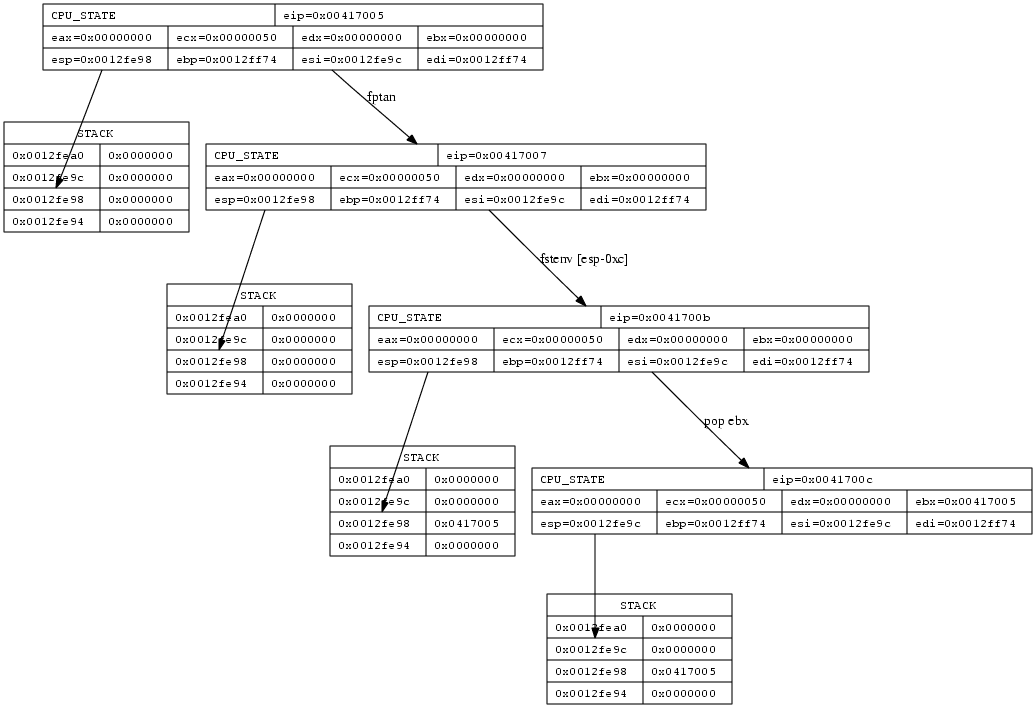 CPU_STATE eip=0x00417005
eax=0x00000000 ecx=0x00000050 edx=0x00000000 ebx=0x00000000
esp=0x0012fe98 ebp=0x0012ff74 esi=0x0012fe9c edi=0x0012ff74
fptan
STACK
0x0012fea0 0x0000000
0x0012fe9c 0x0000000
0x0012fe98 0x0000000
0x0012fe94 0x0000000
CPU_STATE eip=0x00417007
eax=0x00000000 ecx=0x00000050 edx=0x00000000 ebx=0x00000000
esp=0x0012fe98 ebp=0x0012ff74 esi=0x0012fe9c edi=0x0012ff74
fstenv [esp-0xc]
STACK
0x0012fea0 0x0000000
0x0012fe9c 0x0000000
0x0012fe98 0x0000000
0x0012fe94 0x0000000
CPU_STATE eip=0x0041700b
eax=0x00000000 ecx=0x00000050 edx=0x00000000 ebx=0x00000000
esp=0x0012fe98 ebp=0x0012ff74 esi=0x0012fe9c edi=0x0012ff74
pop ebx
STACK
0x0012fea0 0x0000000
0x0012fe9c 0x0000000
0x0012fe98 0x0417005
0x0012fe94 0x0000000
CPU_STATE eip=0x0041700c
eax=0x00000000 ecx=0x00000050 edx=0x00000000 ebx=0x00417005
esp=0x0012fe9c ebp=0x0012ff74 esi=0x0012fe9c edi=0x0012ff74
STACK
0x0012fea0 0x0000000
0x0012fe9c 0x0000000
0x0012fe98 0x0417005
0x0012fe94 0x0000000